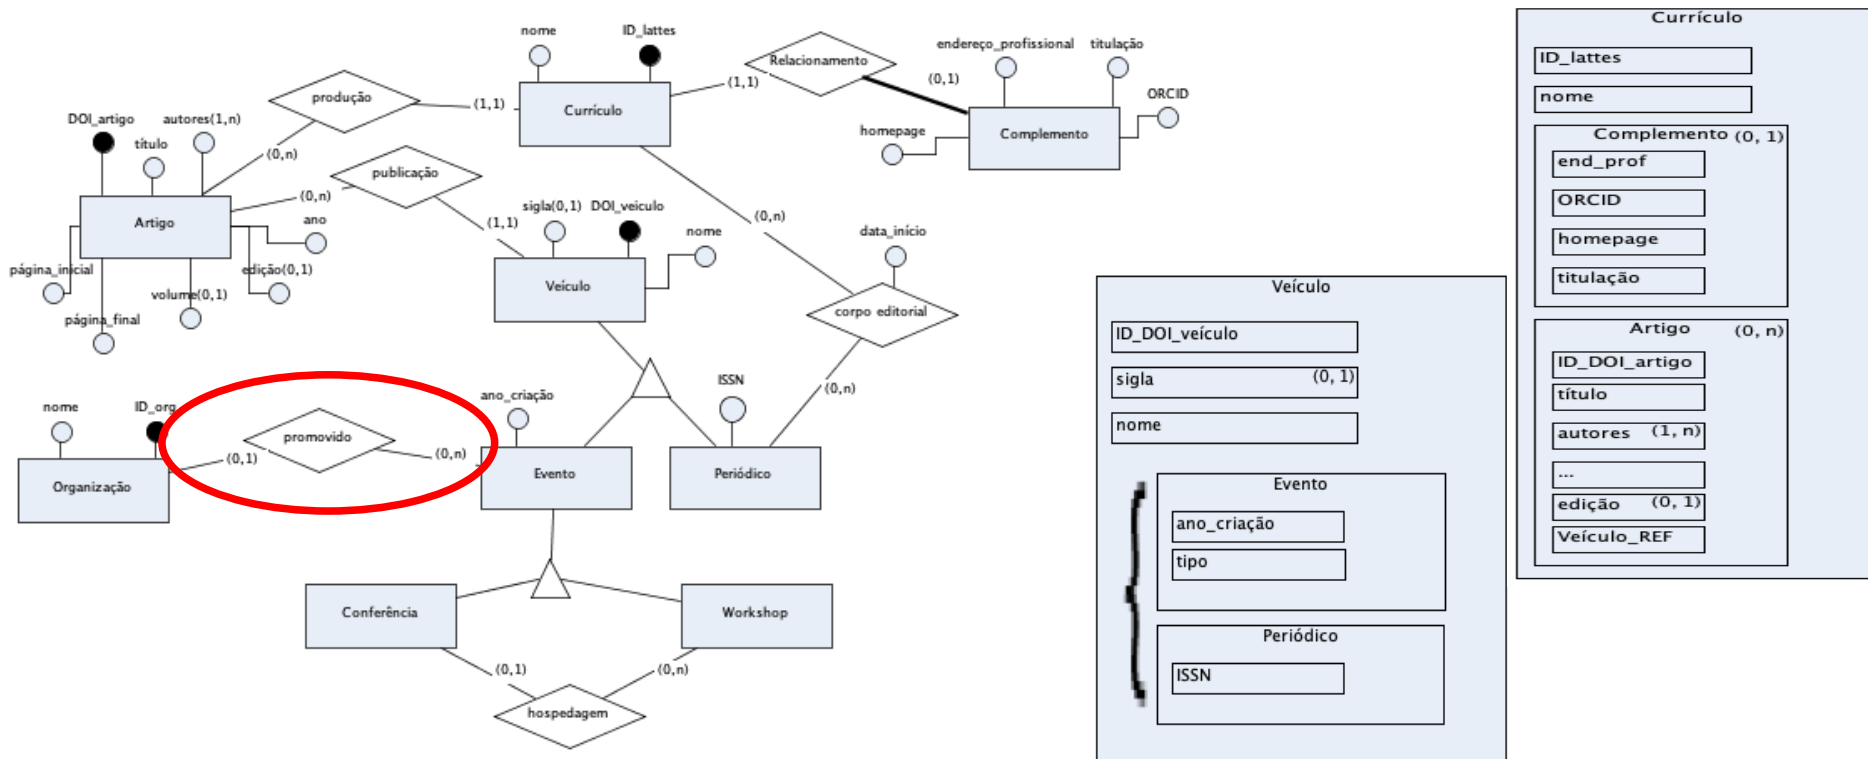 nome
ID_lattes
Currículo
(1,1)
produção
(1,1)
(0,n)
Relacionamento
(0,1)
endereço_profissional
titulação
ORCID
homepage
Complemento
DOI_artigo
autores(1,n)
título
Artigo
ano
página_inicial
edição(0,1)
volume(0,1)
página_final
publicação
(0,n)
(1,1)
sigla(0,1)
DOI_veiculo
nome
Veículo
(0,n)
data_início
corpo editorial
(0,n)
nome
ID_org
Organização
(0,1)
promovido
(0,n)
ano_criação
Evento
ISSN
Periódico
Conferência
Workshop
(0,1)
(0,n)
hospedagem
Veículo
ID_DOI_veículo
sigla (0, 1)
nome
Evento
ano_criação
tipo
Periódico
ISSN
Currículo
ID_lattes
nome
Complemento (0, 1)
end_prof
ORCID
homepage
titulação
Artigo (0, n)
ID_DOI_artigo
título
autores (1, n)
...
edição (0, 1)
Veículo_REF